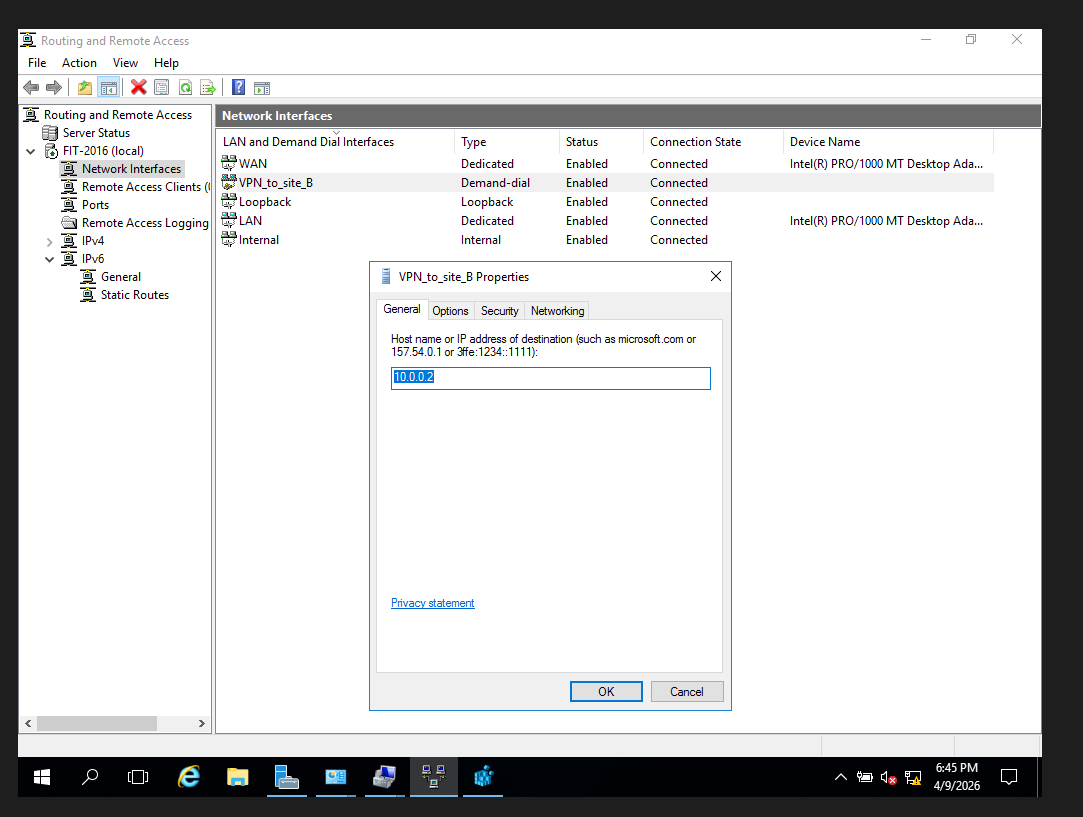 Routing and Remote Access
File Action View Help
Routing and Remote Access
Server Status
FIT-2016 (local)
Network Interfaces
Remote Access Clients (
Ports
Remote Access Logging
IPv4
IPv6
General
Static Routes
Network Interfaces
LAN and Demand Dial Interfaces Type Status Connection State Device Name
WAN Dedicated Enabled Connected Intel(R) PRO/1000 MT Desktop Ada...
VPN_to_site_B Demand-dial Enabled Connected
Loopback Loopback Enabled Connected
LAN Dedicated Enabled Connected Intel(R) PRO/1000 MT Desktop Ada...
Internal Internal Enabled Connected
VPN_to_site_B Properties
General Options Security Networking
Host name or IP address of destination (such as microsoft.com or
157.54.0.1 or 3ffe:1234::1111):
10.0.0.2
Privacy statement
OK Cancel
6:45 PM
4/9/2026